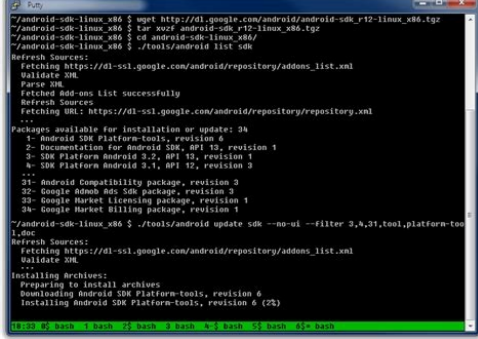 Putty
~/android-sdk-linux_x86 $ wget http://dl.google.com/android/android-sdk_r12-linux_x86.tgz
~/android-sdk-linux_x86 $ tar xvzf android-sdk_r12-linux_x86.tgz
~/android-sdk-linux_x86 $ cd android-sdk-linux_x86/
~/android-sdk-linux_x86 $ ./tools/android list sdk
Refresh Sources:
Fetching https://dl-ssl.google.com/android/repository/addons_list.xml
Validate XML
Parse XML
Fetched Add-ons List successfully
Refresh Sources
Fetching URL: https://dl-ssl.google.com/android/repository/repository.xml
...
Packages available for installation or update: 34
1- Android SDK Platform-tools, revision 6
2- Documentation for Android SDK, API 13, revision 1
3- SDK Platform Android 3.2, API 13, revision 1
4- SDK Platform Android 3.1, API 12, revision 3
...
31- Android Compatibility package, revision 3
32- Google Admob Ads Sdk package, revision 3
33- Google Market Licensing package, revision 1
34- Google Market Billing package, revision 1
~/android-sdk-linux_x86 $ ./tools/android update sdk --no-ui --filter 3,4,31,tool,platform-too
l,doc
Refresh Sources:
Fetching https://dl-ssl.google.com/android/repository/addons_list.xml
Validate XML
...
Installing Archives:
Preparing to install archives
Downloading Android SDK Platform-tools, revision 6
Installing Android SDK Platform-tools, revision 6 (2%)
10:33 0$ bash 1 bash 2$ bash 3 bash 4-$ bash 5$ bash 6$* bash